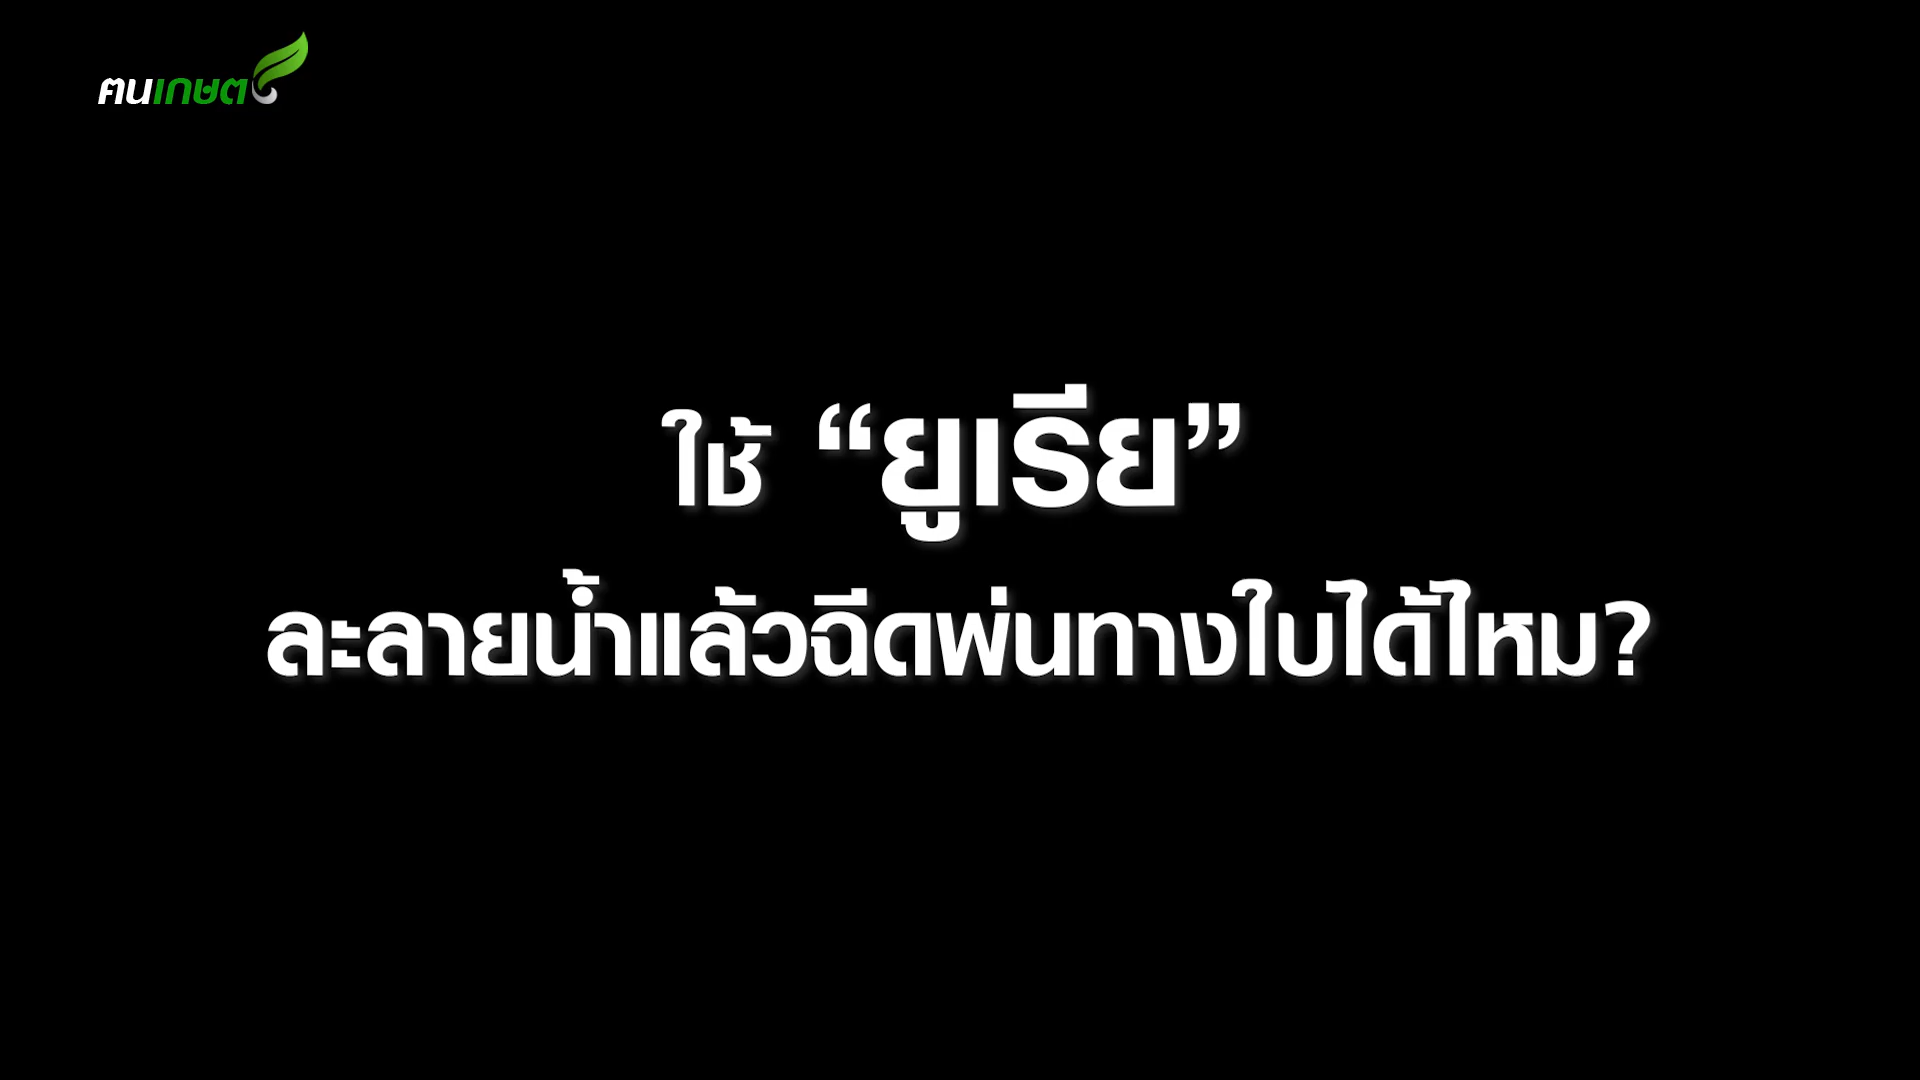 ฅนเกษตร
ใช้ “ยูเรีย”
ละลายน้ำแล้วฉีดพ่นทางใบได้ไหม?